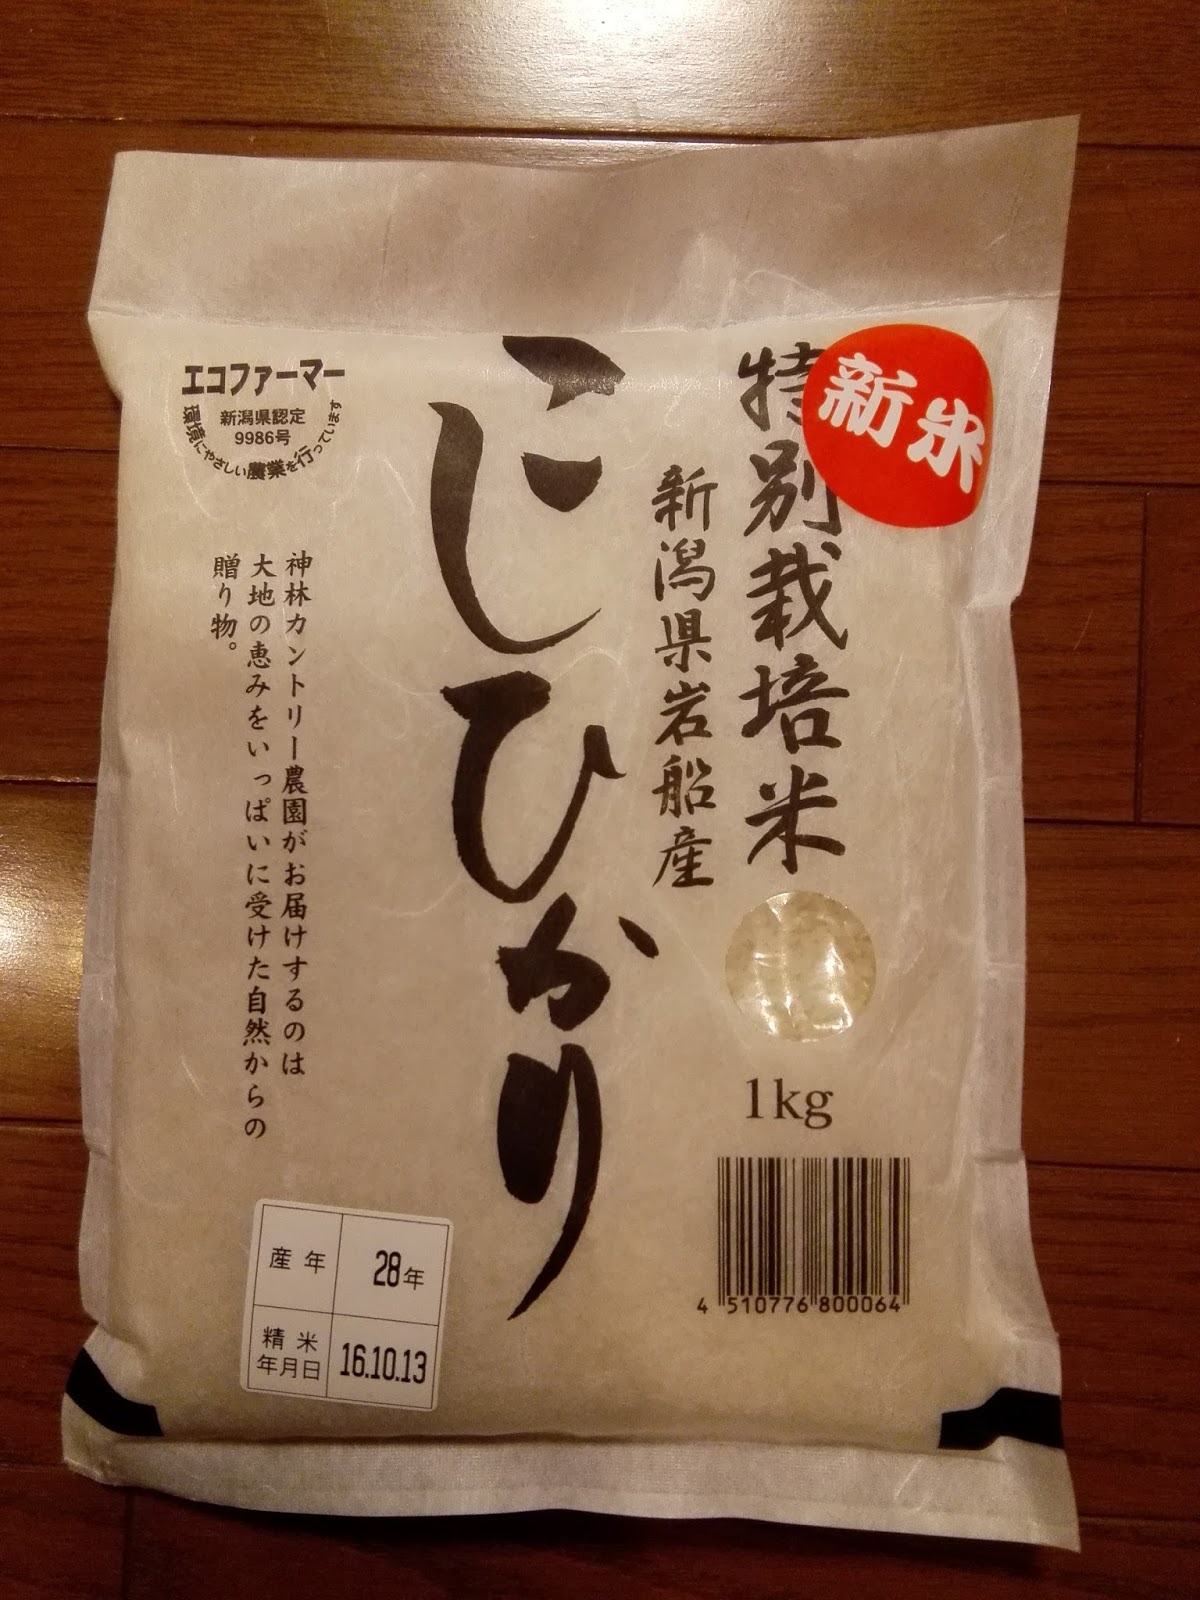 新米
特別栽培米
新潟県岩船産
こしひかり
エコファーマー
新潟県認定
9986号
環境にやさしい農業を行っています
神林カントリー農園がお届けするのは
大地の恵みをいっぱいに受けた自然からの
贈り物。
1kg
4 510776 800064
産年 28年
精米年月日 16.10.13